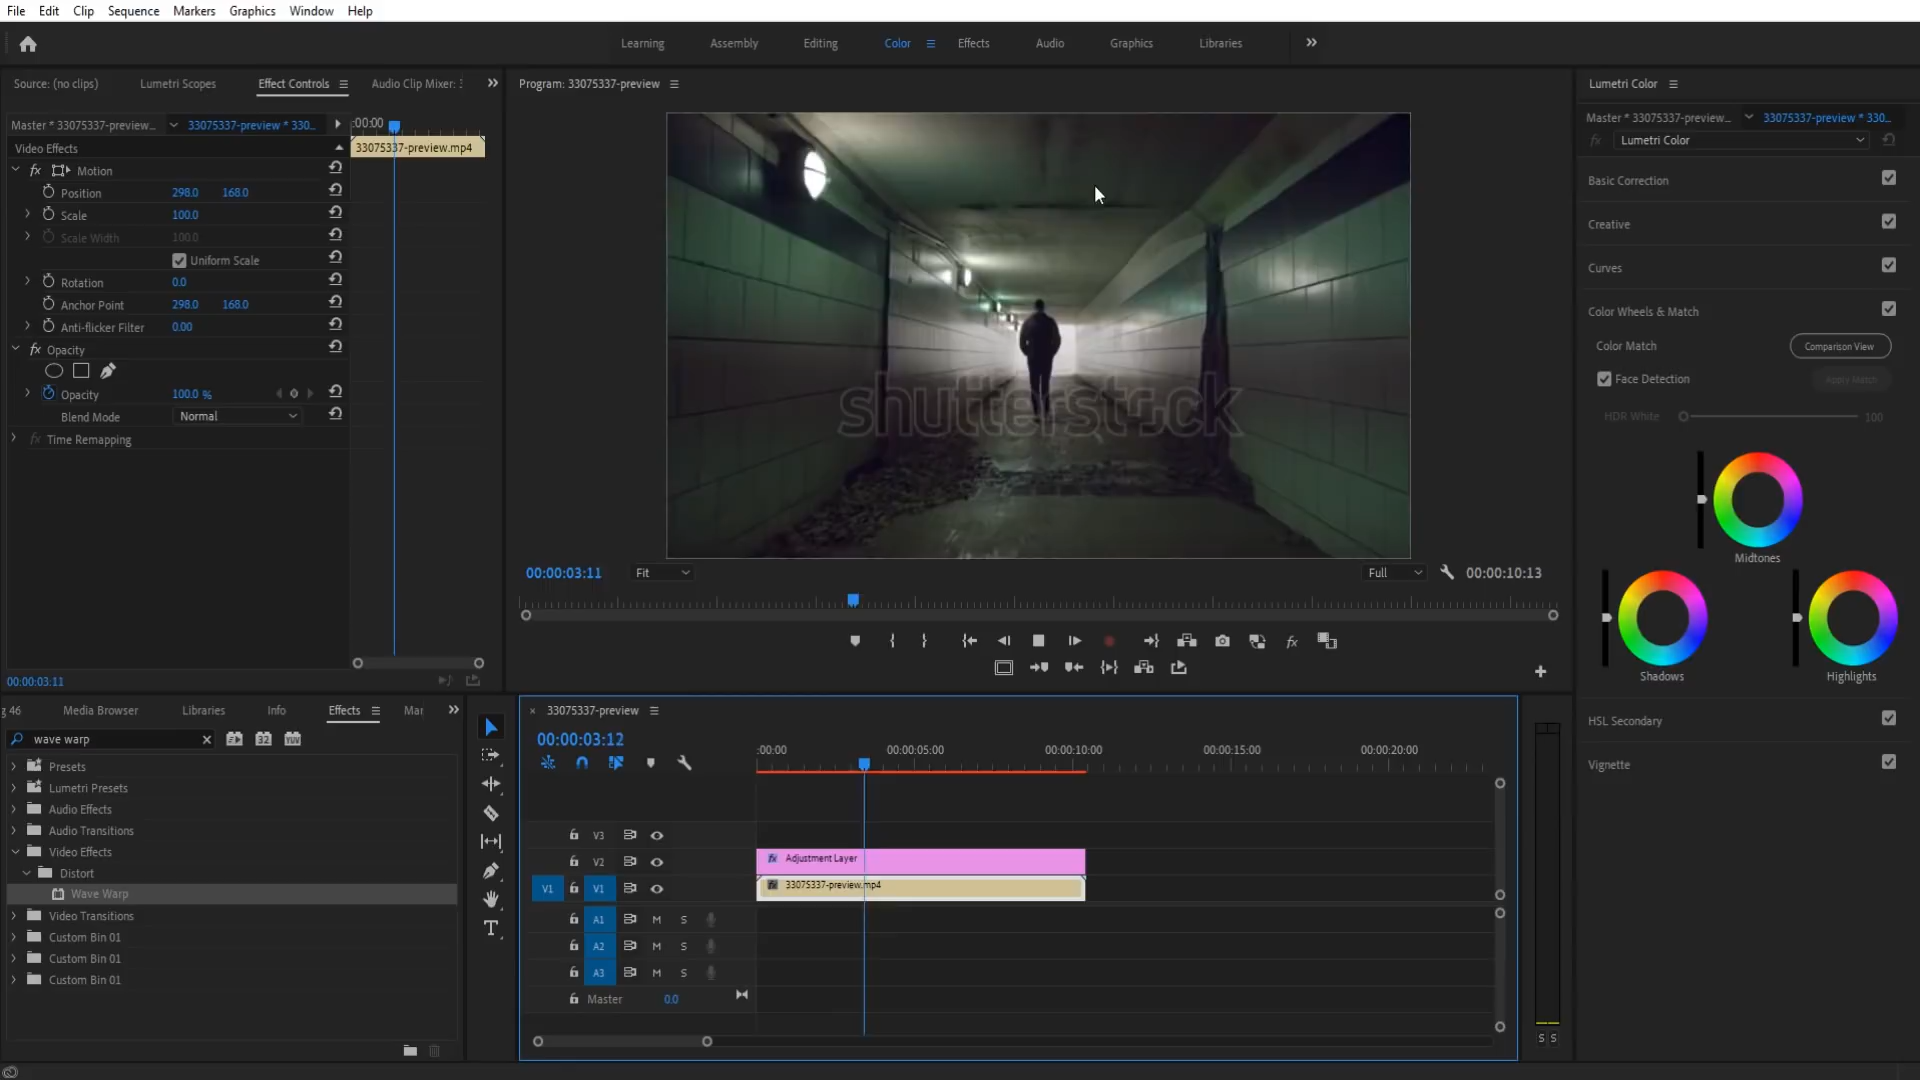 File Edit Clip Sequence Markers Graphics Window Help
Learning Assembly Editing Color Effects Audio Graphics Libraries
Source: (no clips) Lumetri Scopes Effect Controls Audio Clip Mixer: :
Program: 33075337-preview
Lumetri Color
Master * 33075337-preview... 33075337-preview * 330... :00:00
Master * 33075337-preview... 33075337-preview * 330...
fx Lumetri Color
Video Effects 33075337-preview.mp4
fx Motion
Position 298.0 168.0
Scale 100.0
Scale Width 100.0
Uniform Scale
Rotation 0.0
Anchor Point 298.0 168.0
Anti-flicker Filter 0.00
fx Opacity
Opacity 100.0 %
Blend Mode Normal
fx Time Remapping
00:00:03:11
shutterstock
00:00:03:11 Fit Full 00:00:10:13
fx
Basic Correction
Creative
Curves
Color Wheels & Match
Color Match Comparison View
Face Detection Apply Match
HDR White 100
Midtones
Shadows Highlights
HSL Secondary
Vignette
g 46 Media Browser Libraries Info Effects Mar
wave warp 32 YUV
Presets
Lumetri Presets
Audio Effects
Audio Transitions
Video Effects
Distort
Wave Warp
Video Transitions
Custom Bin 01
Custom Bin 01
Custom Bin 01
T
33075337-preview
00:00:03:12
:00:00 00:00:05:00 00:00:10:00 00:00:15:00 00:00:20:00
V3
V2 fx Adjustment Layer
V1 V1 fx 33075337-preview.mp4
A1 M S
A2 M S
A3 M S
Master 0.0
S S